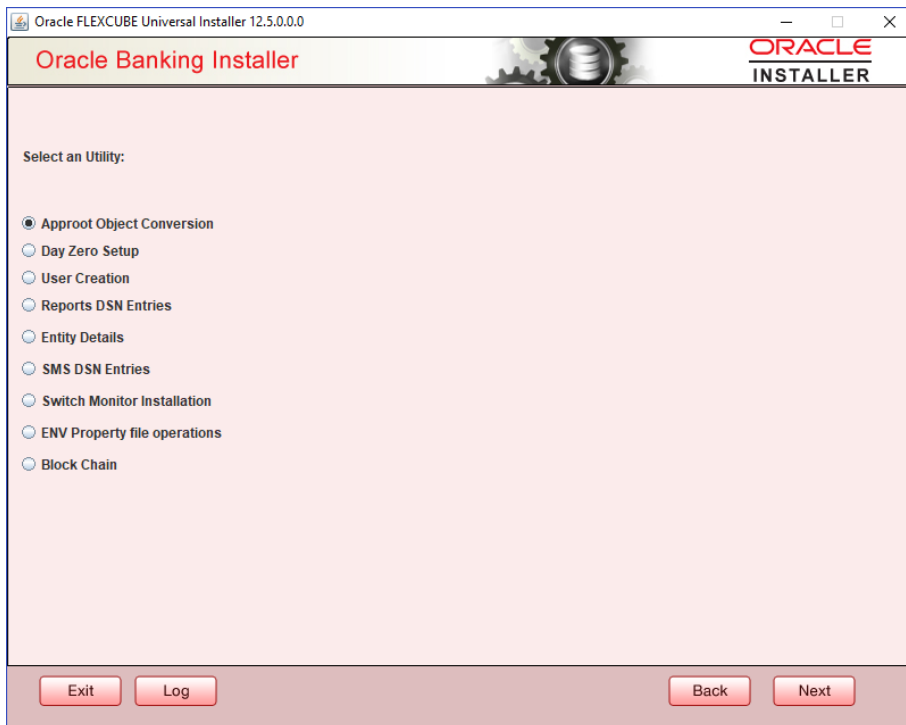 Oracle FLEXCUBE Universal Installer 12.5.0.0.0
Oracle Banking Installer
ORACLE
INSTALLER
Select an Utility:
Approot Object Conversion
Day Zero Setup
User Creation
Reports DSN Entries
Entity Details
SMS DSN Entries
Switch Monitor Installation
ENV Property file operations
Block Chain
Exit Log Back Next